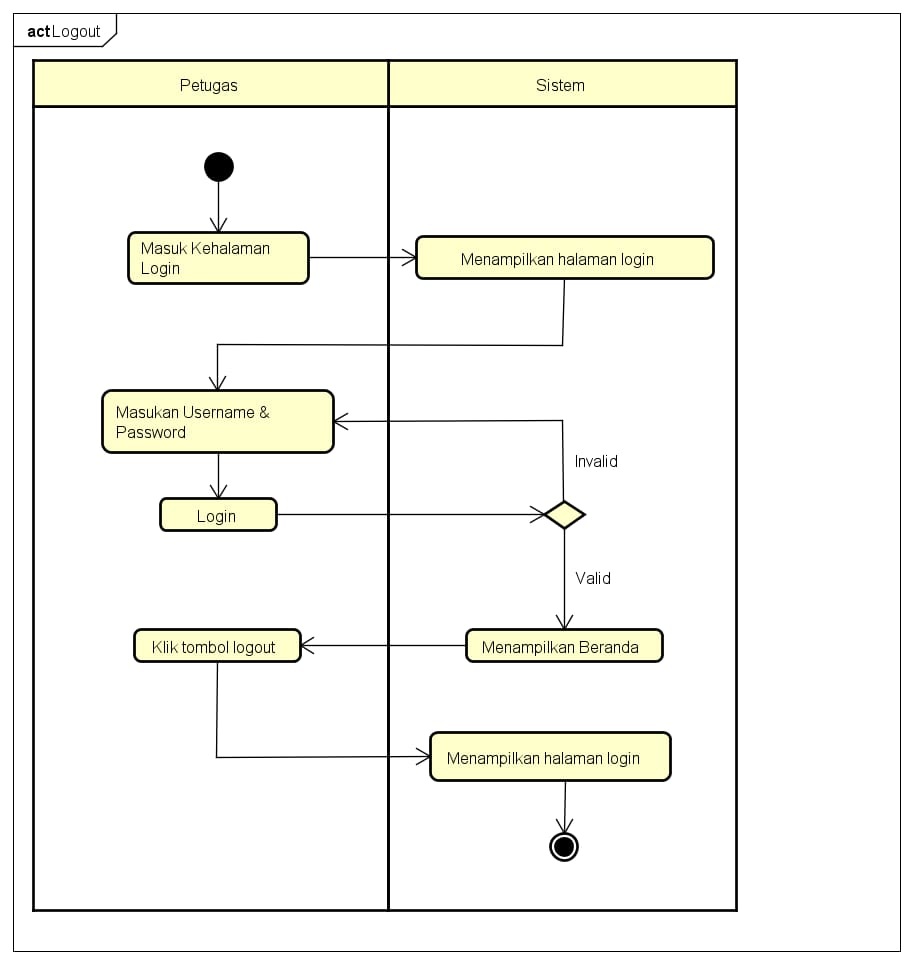 act Logout
Petugas
Sistem
Masuk Kehalaman
Login
Menampilkan halaman login
Masukan Username &
Password
Invalid
Login
Valid
Klik tombol logout
Menampilkan Beranda
Menampilkan halaman login